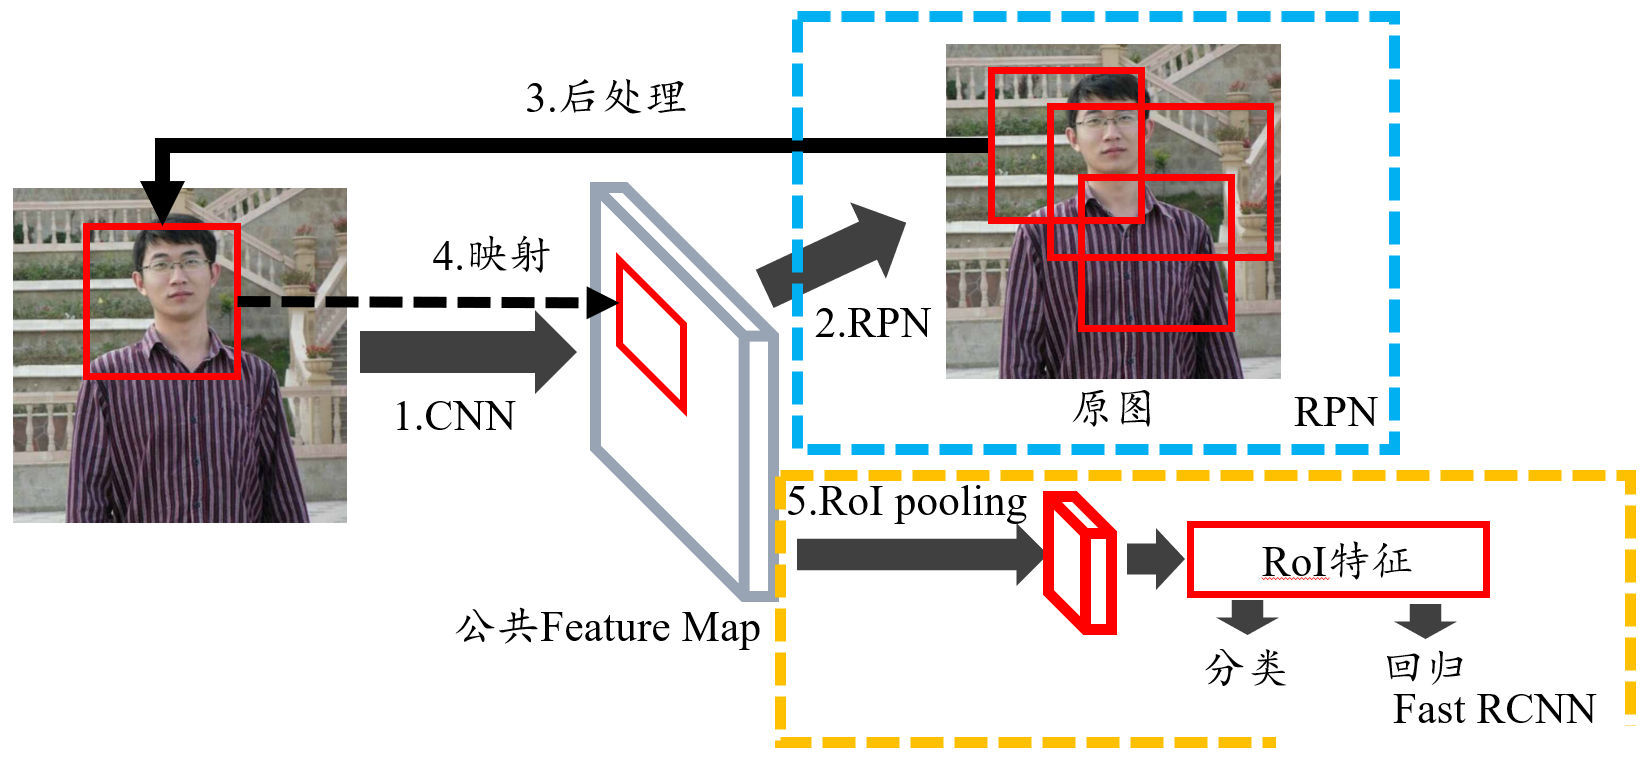 3.后处理
4.映射
1.CNN
2.RPN
原图
RPN
公共Feature Map
5.RoI pooling
RoI特征
分类
回归
Fast RCNN